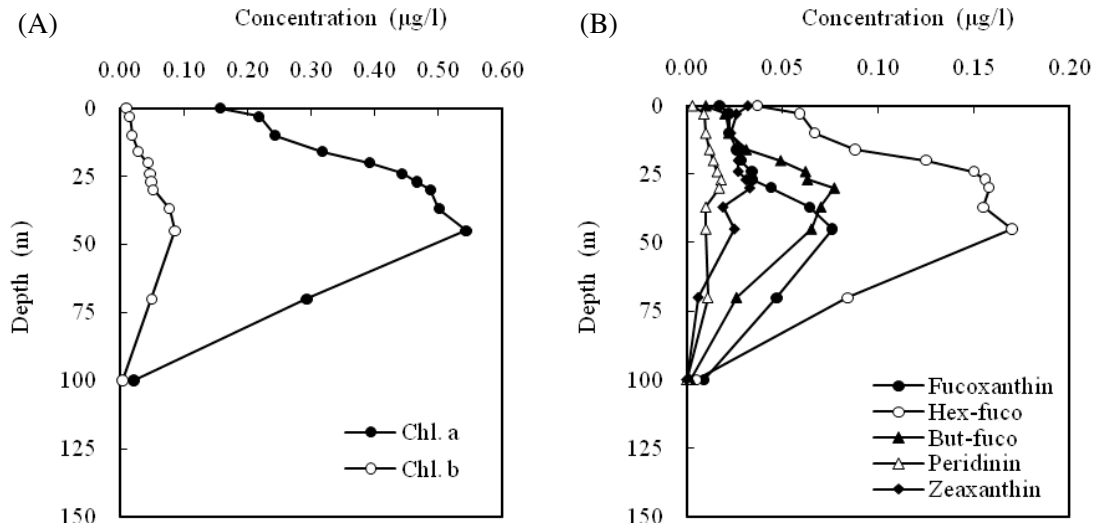 (A)
Concentration (µg/l)
0.00 0.10 0.20 0.30 0.40 0.50 0.60
Depth (m)
0
25
50
75
100
125
150
Chl. a
Chl. b
(B)
Concentration (µg/l)
0.00 0.05 0.10 0.15 0.20
Depth (m)
0
25
50
75
100
125
150
Fucoxanthin
Hex-fuco
But-fuco
Peridinin
Zeaxanthin